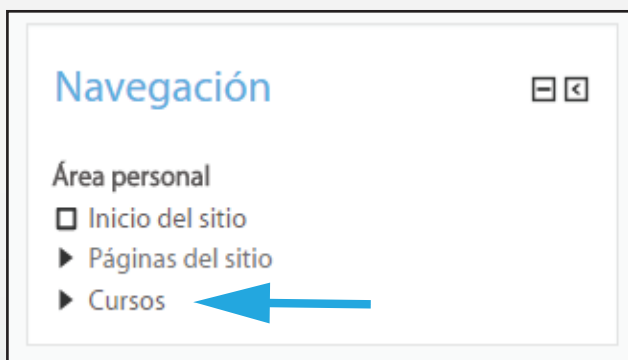 Navegación
Área personal
Inicio del sitio
Páginas del sitio
Cursos